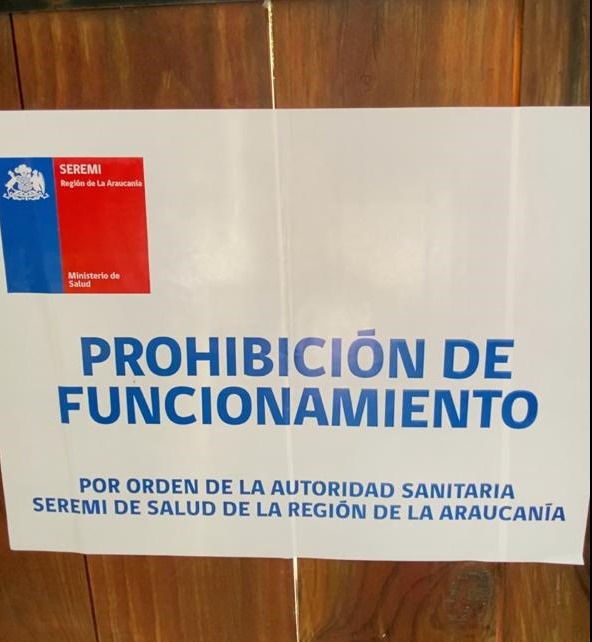 SEREMI
Región de La Araucanía
Ministerio de
Salud
PROHIBICIÓN DE
FUNCIONAMIENTO
POR ORDEN DE LA AUTORIDAD SANITARIA
SEREMI DE SALUD DE LA REGIÓN DE LA ARAUCANÍA